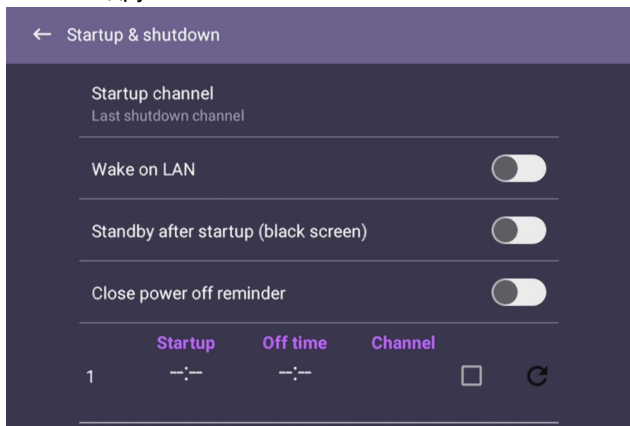 Startup & shutdown
Startup channel
Last shutdown channel
Wake on LAN
Standby after startup (black screen)
Close power off reminder
Startup Off time Channel
1 --:-- --:--